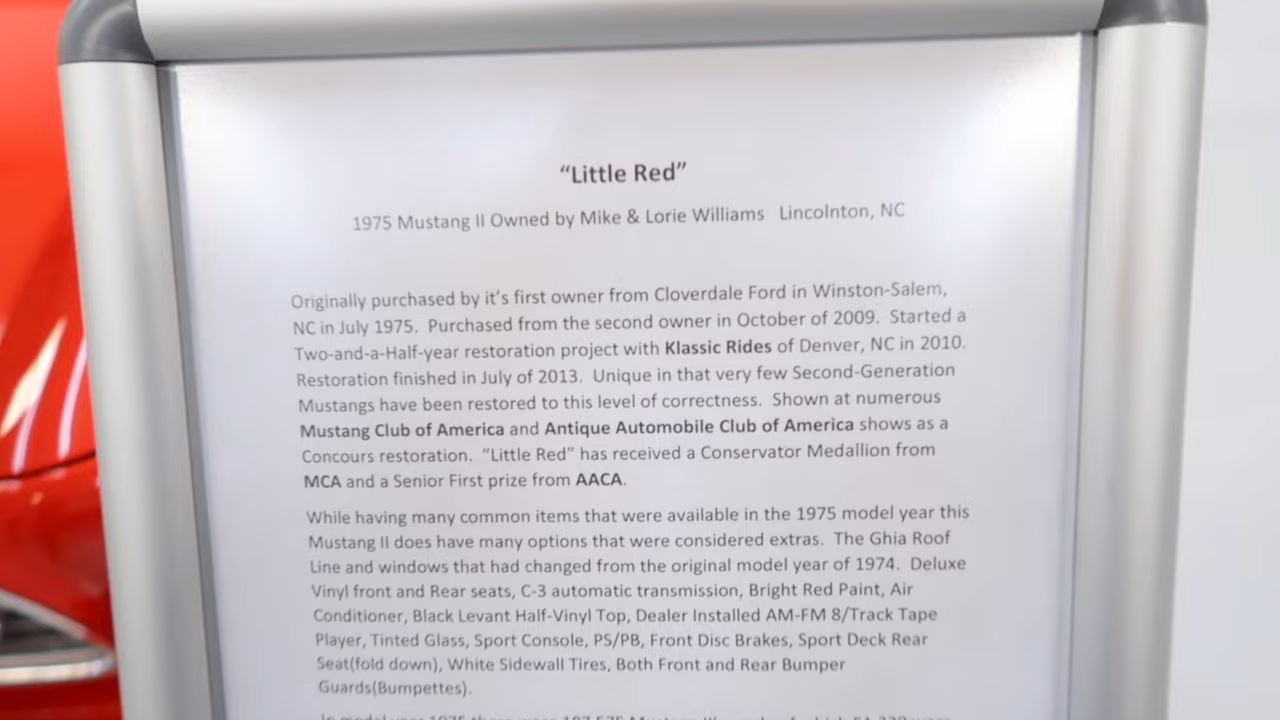 “Little Red”
1975 Mustang II Owned by Mike & Lorie Williams Lincolnton, NC
Originally purchased by it’s first owner from Cloverdale Ford in Winston-Salem,
NC in July 1975. Purchased from the second owner in October of 2009. Started a
Two-and-a-Half-year restoration project with Klassic Rides of Denver, NC in 2010.
Restoration finished in July of 2013. Unique in that very few Second-Generation
Mustangs have been restored to this level of correctness. Shown at numerous
Mustang Club of America and Antique Automobile Club of America shows as a
Concours restoration. “Little Red” has received a Conservator Medallion from
MCA and a Senior First prize from AACA.
While having many common items that were available in the 1975 model year this
Mustang II does have many options that were considered extras. The Ghia Roof
Line and windows that had changed from the original model year of 1974. Deluxe
Vinyl front and Rear seats, C-3 automatic transmission, Bright Red Paint, Air
Conditioner, Black Levant Half-Vinyl Top, Dealer Installed AM-FM 8/Track Tape
Player, Tinted Glass, Sport Console, PS/PB, Front Disc Brakes, Sport Deck Rear
Seat(fold down), White Sidewall Tires, Both Front and Rear Bumper
Guards(Bumpettes).